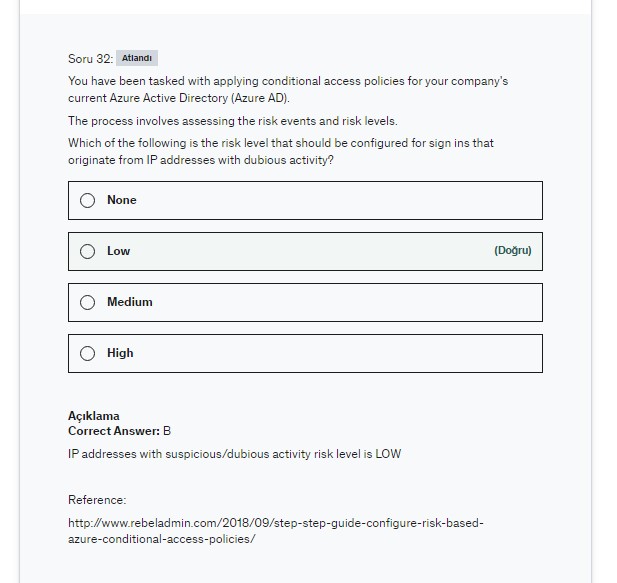 Soru 32: Atlandı
You have been tasked with applying conditional access policies for your company's
current Azure Active Directory (Azure AD).
The process involves assessing the risk events and risk levels.
Which of the following is the risk level that should be configured for sign ins that
originate from IP addresses with dubious activity?
None
Low (Doğru)
Medium
High
Açıklama
Correct Answer: B
IP addresses with suspicious/dubious activity risk level is LOW
Reference:
http://www.rebeladmin.com/2018/09/step-step-guide-configure-risk-based-
azure-conditional-access-policies/